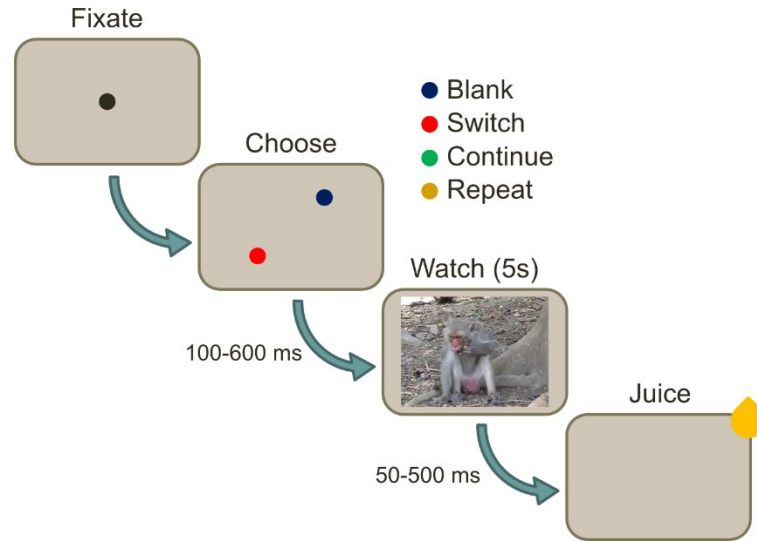 Fixate
Choose
Blank
Switch
Continue
Repeat
Watch (5s)
100-600 ms
Juice
50-500 ms